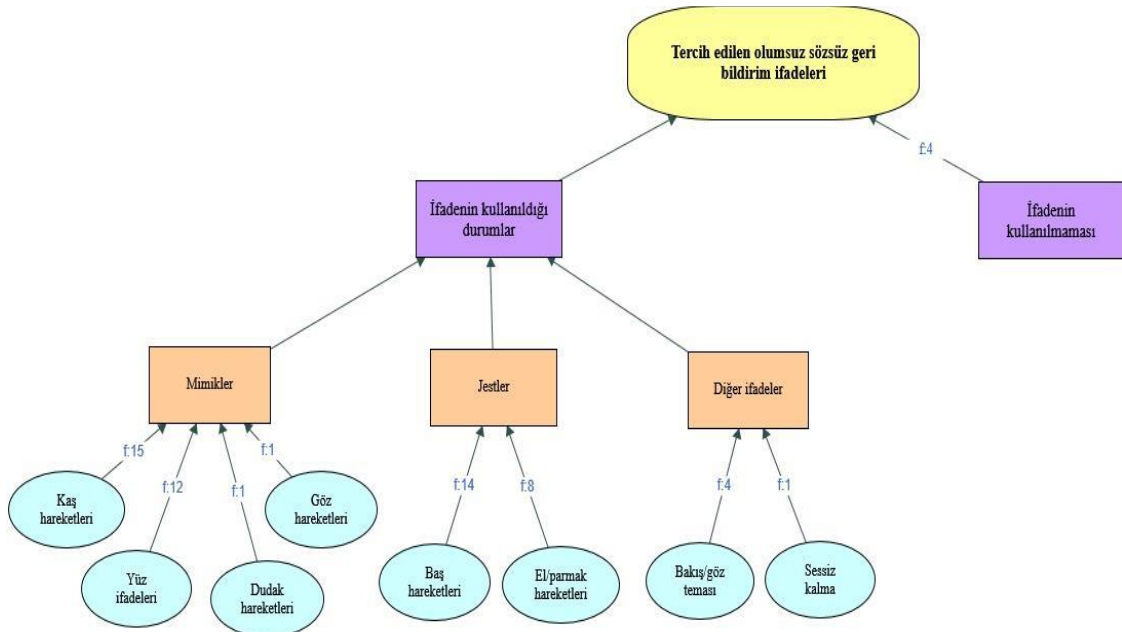 Tercih edilen olumsuz sözsüz geri
bildirim ifadeleri
f:4
İfadenin kullanıldığı
durumlar
İfadenin
kullanılmaması
Mimikler
Jestler
Diğer ifadeler
f:15
f:12
f:1
f:1
f:14
f:8
f:4
f:1
Kaş
hareketleri
Yüz
ifadeleri
Dudak
hareketleri
Göz
hareketleri
Baş
hareketleri
El/parmak
hareketleri
Bakış/göz
teması
Sessiz
kalma